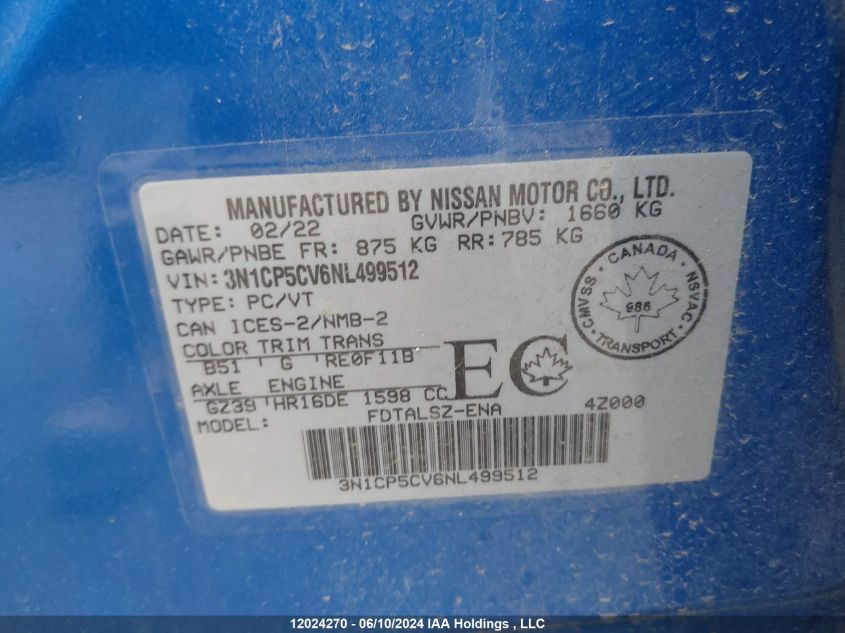 MANUFACTURED BY NISSAN MOTOR CO., LTD.
DATE: 02/22 GVWR/PNBV: 1660 KG
GAWR/PNBE FR: 875 KG RR: 785 KG
VIN: 3N1CP5CV6NL499512
TYPE: PC/VT
CAN ICES-2/NMB-2
COLOR TRIM TRANS
B51 G RE0F11B
AXLE ENGINE
GZ39 HR16DE 1598 CC
MODEL: FDTALSZ-ENA 4Z000
3N1CP5CV6NL499512
EC
CMVSS · CANADA · NSVAC · TRANSPORT ·
986
12024270 - 06/10/2024 IAA Holdings , LLC